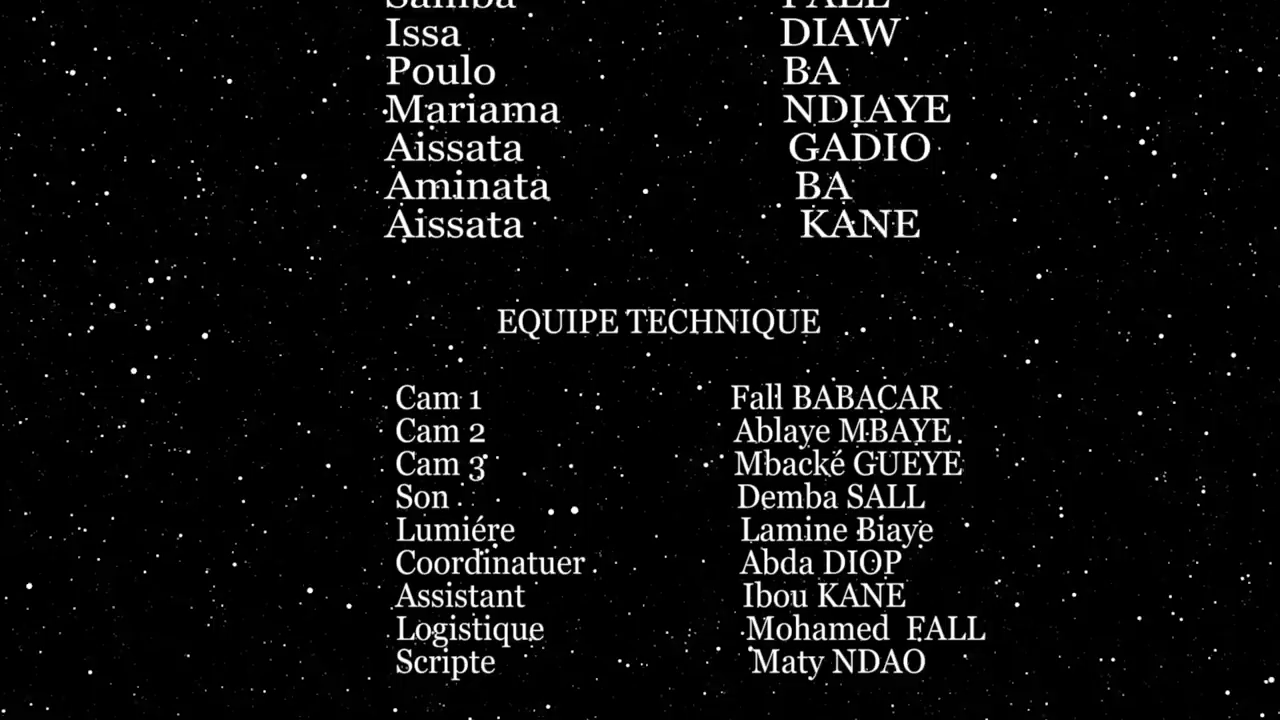 Samba FALL
Issa DIAW
Poulo BA
Mariama NDIAYE
Aissata GADIO
Aminata BA
Aissata KANE
EQUIPE TECHNIQUE
Cam 1 Fall BABACAR
Cam 2 Ablaye MBAYE
Cam 3 Mbacké GUEYE
Son Demba SALL
Lumiére Lamine Biaye
Coordinatuer Abda DIOP
Assistant Ibou KANE
Logistique Mohamed FALL
Scripte Maty NDAO